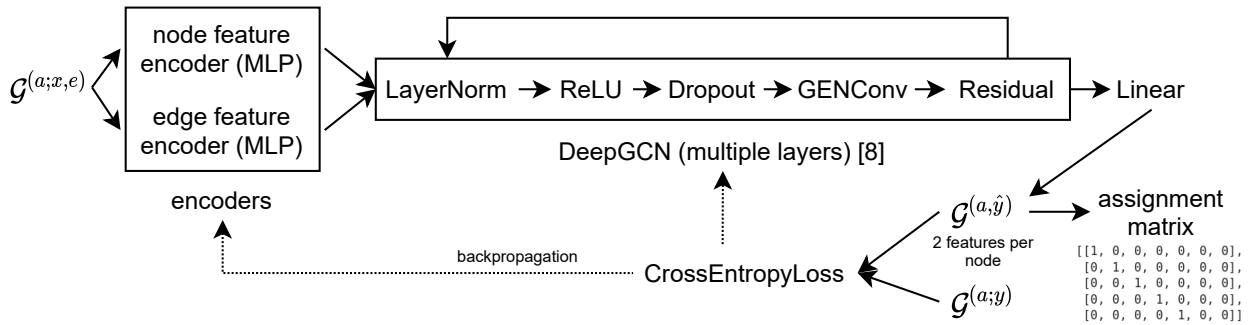 𝒢^(a;x,e)
node feature
encoder (MLP)
edge feature
encoder (MLP)
encoders
LayerNorm → ReLU → Dropout → GENConv → Residual
DeepGCN (multiple layers) [8]
Linear
𝒢^(a,ŷ)
2 features per
node
assignment
matrix
[[1, 0, 0, 0, 0, 0, 0, 0],
[0, 1, 0, 0, 0, 0, 0, 0],
[0, 0, 1, 0, 0, 0, 0, 0],
[0, 0, 0, 1, 0, 0, 0, 0],
[0, 0, 0, 0, 1, 0, 0, 0]]
backpropagation
CrossEntropyLoss
𝒢^(a;y)